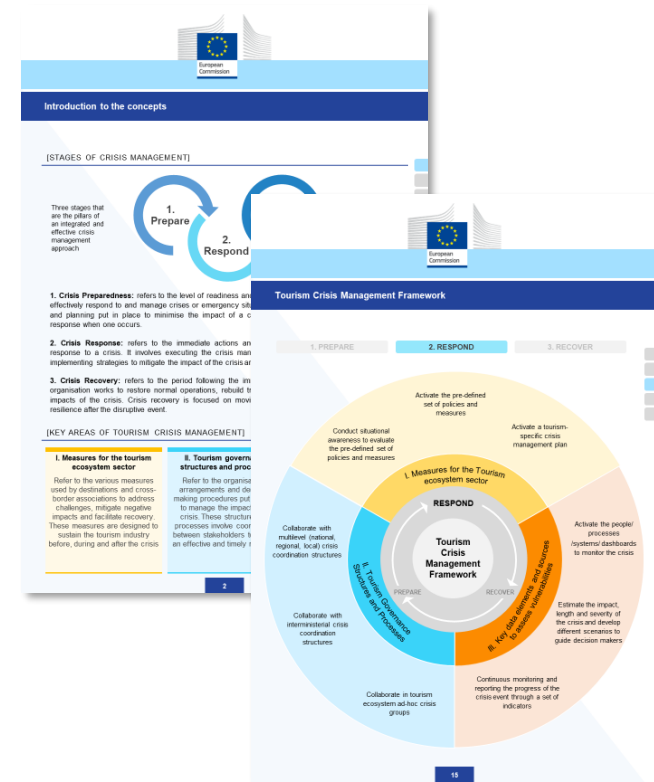 European
Commission
Introduction to the concepts
[STAGES OF CRISIS MANAGEMENT]
Three stages that
are the pillars of
an integrated and
effective crisis
management
approach
1.
Prepare
2.
Respond
1. Crisis Preparedness: refers to the level of readiness and
effectively respond to and manage crises or emergency
and planning put in place to minimise the impact of a
response when one occurs.
2. Crisis Response: refers to the immediate actions
response to a crisis. It involves executing the crisis
implementing strategies to mitigate the impact of the crisis
3. Crisis Recovery: refers to the period following the
organisation works to restore normal operations, rebuild
impacts of the crisis. Crisis recovery is focused on
resilience after the disruptive event.
[KEY AREAS OF TOURISM CRISIS MANAGEMENT]
I. Measures for the tourism
ecosystem sector
Refer to the various measures
used by destinations and cross-
border associations to address
challenges, mitigate negative
impacts and facilitate recovery.
These measures are designed to
sustain the tourism industry
before, during and after the crisis
II. Tourism
structures and
Refer to the
arrangements and
making procedures put
to manage the impact
crisis. These
processes involve
between stakeholders
an effective and timely
2
European
Commission
Tourism Crisis Management Framework
1. PREPARE
2. RESPOND
3. RECOVER
Activate the pre-defined
set of policies and
measures
Conduct situational
awareness to evaluate
the pre-defined set of
policies and measures
Activate a tourism-
specific crisis
management plan
I. Measures for the Tourism
ecosystem sector
RESPOND
Tourism
Crisis
Management
Framework
PREPARE
RECOVER
II. Tourism Governance
Structures and Processes
III. Key data elements and sources
to assess vulnerabilities
Collaborate with
multilevel (national,
regional, local) crisis
coordination structures
Collaborate with
interministerial crisis
coordination
structures
Collaborate in tourism
ecosystem ad-hoc crisis
groups
Activate the people/
processes
/systems/dashboards
to monitor the crisis
Estimate the impact,
length and severity of
the crisis and develop
different scenarios to
guide decision makers
Continuous monitoring and
reporting the progress of the
crisis event through a set of
indicators
15